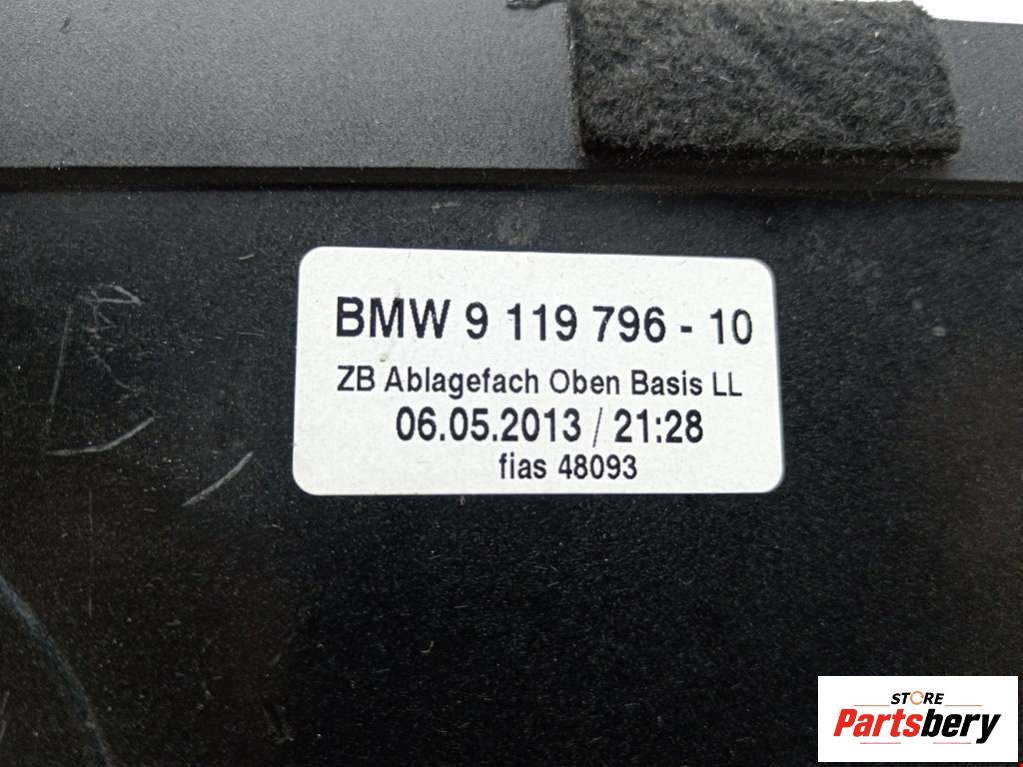 BMW 9 119 796 - 10
ZB Ablagefach Oben Basis LL
06.05.2013 / 21:28
fias 48093
STORE
Partsbery